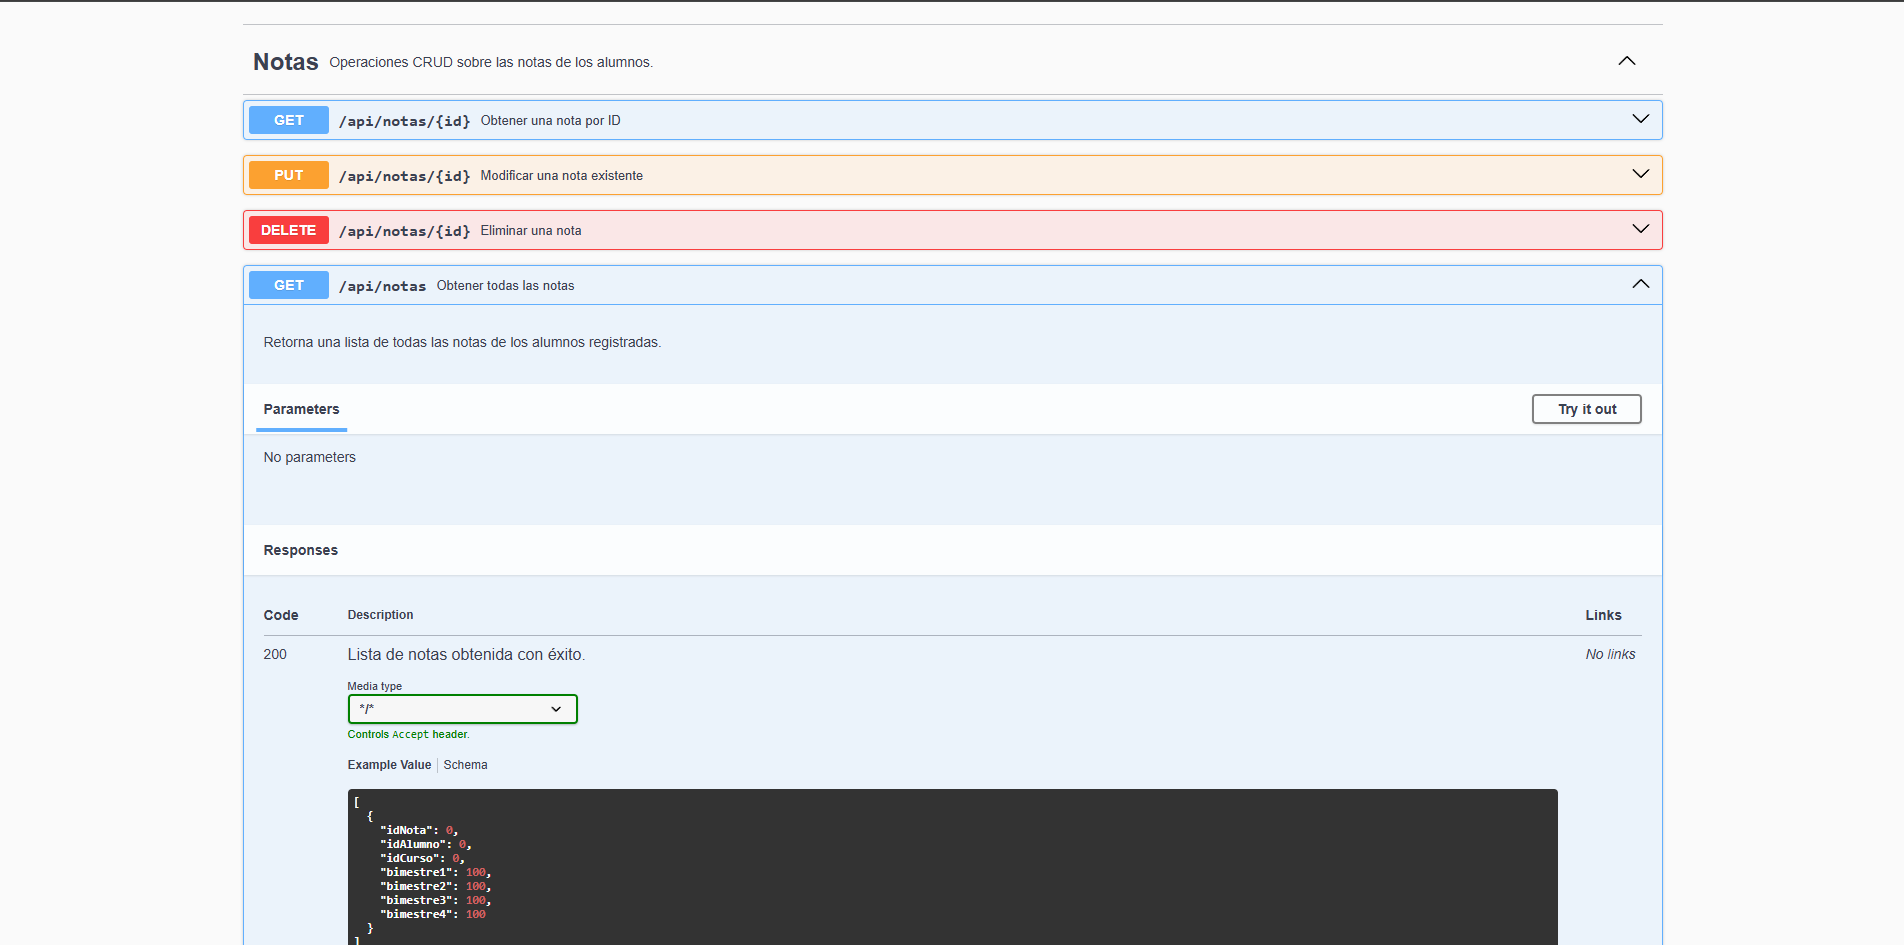 Notas Operaciones CRUD sobre las notas de los alumnos.
GET /api/notas/{id} Obtener una nota por ID
PUT /api/notas/{id} Modificar una nota existente
DELETE /api/notas/{id} Eliminar una nota
GET /api/notas Obtener todas las notas
Retorna una lista de todas las notas de los alumnos registradas.
Parameters Try it out
No parameters
Responses
Code Description Links
200 Lista de notas obtenida con éxito. No links
Media type
*/*
Controls Accept header.
Example Value Schema
[
{
"idNota": 0,
"idAlumno": 0,
"idCurso": 0,
"bimestre1": 100,
"bimestre2": 100,
"bimestre3": 100,
"bimestre4": 100
}
]